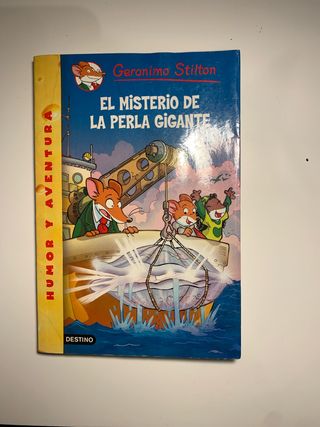 Geronimo Stilton
EL MISTERIO DE
LA PERLA GIGANTE
HUMOR Y AVENTURA
DESTINO